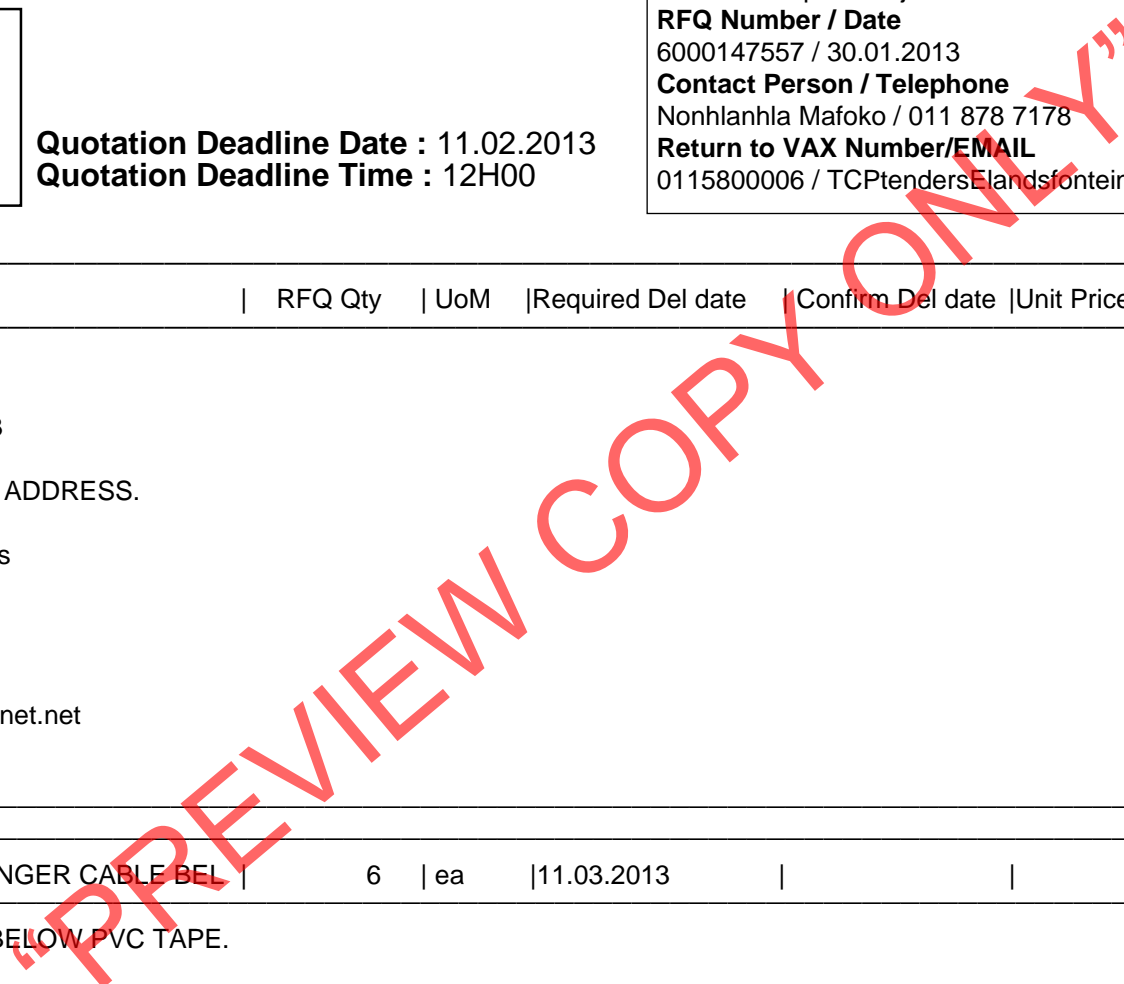 RFQ Number / Date
6000147557 / 30.01.2013
Contact Person / Telephone
Nonhlanhla Mafoko / 011 878 7178
Return to VAX Number/EMAIL
0115800006 / TCPtendersElandsfontein
Quotation Deadline Date : 11.02.2013
Quotation Deadline Time : 12H00
| RFQ Qty | UoM |Required Del date | Confirm Del date |Unit Price
ADDRESS.
s
net.net
NGER CABLE BEL | 6 | ea |11.03.2013 | |
BELOW PVC TAPE.
“PREVIEW COPY ONLY”